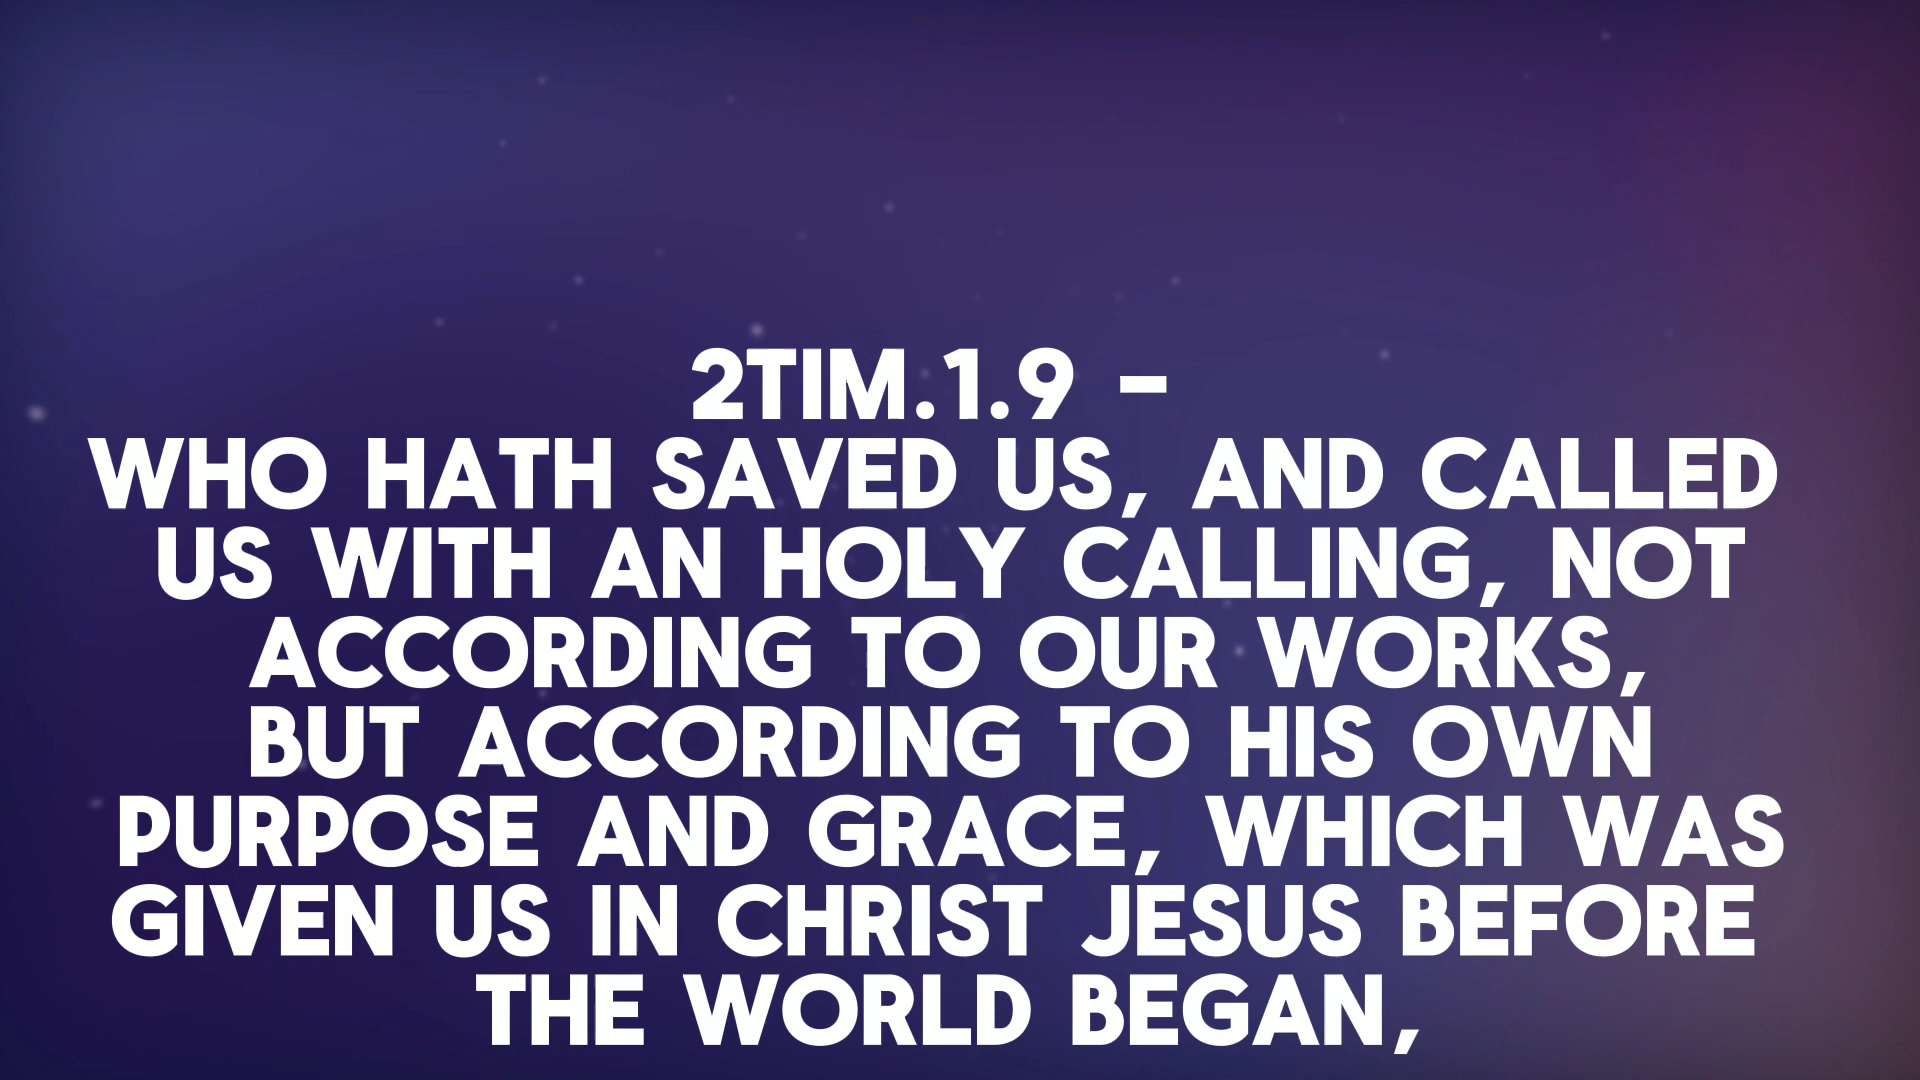 2TIM.1.9 -
WHO HATH SAVED US, AND CALLED
US WITH AN HOLY CALLING, NOT
ACCORDING TO OUR WORKS,
BUT ACCORDING TO HIS OWN
PURPOSE AND GRACE, WHICH WAS
GIVEN US IN CHRIST JESUS BEFORE
THE WORLD BEGAN,